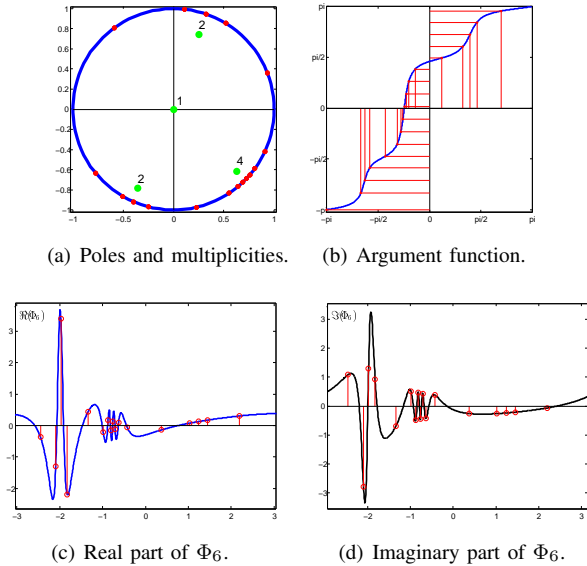 1
0.8
0.6
0.4
0.2
0
−0.2
−0.4
−0.6
−0.8
−1
−1 −0.5 0 0.5 1
2
1
4
2
pi
pi/2
0
−pi/2
−pi
−pi −pi/2 0 pi/2 pi
(a) Poles and multiplicities.
(b) Argument function.
ℜ(Φ6)
3
2
1
0
−1
−2
−3 −2 −1 0 1 2 3
ℑ(Φ6)
3
2
1
0
−1
−2
−3
−2 −1 0 1 2 3
(c) Real part of Φ6.
(d) Imaginary part of Φ6.